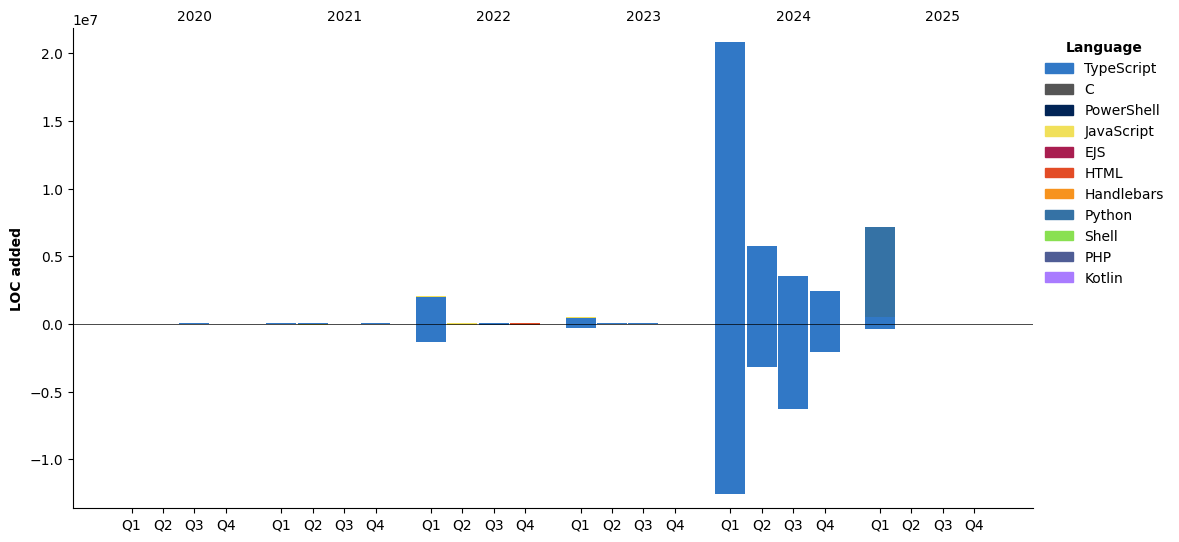 1e7
2020 2021 2022 2023 2024 2025
2.0
1.5
1.0
0.5
0.0
−0.5
−1.0
LOC added
Q1 Q2 Q3 Q4 Q1 Q2 Q3 Q4 Q1 Q2 Q3 Q4 Q1 Q2 Q3 Q4 Q1 Q2 Q3 Q4 Q1 Q2 Q3 Q4
Language
TypeScript
C
PowerShell
JavaScript
EJS
HTML
Handlebars
Python
Shell
PHP
Kotlin